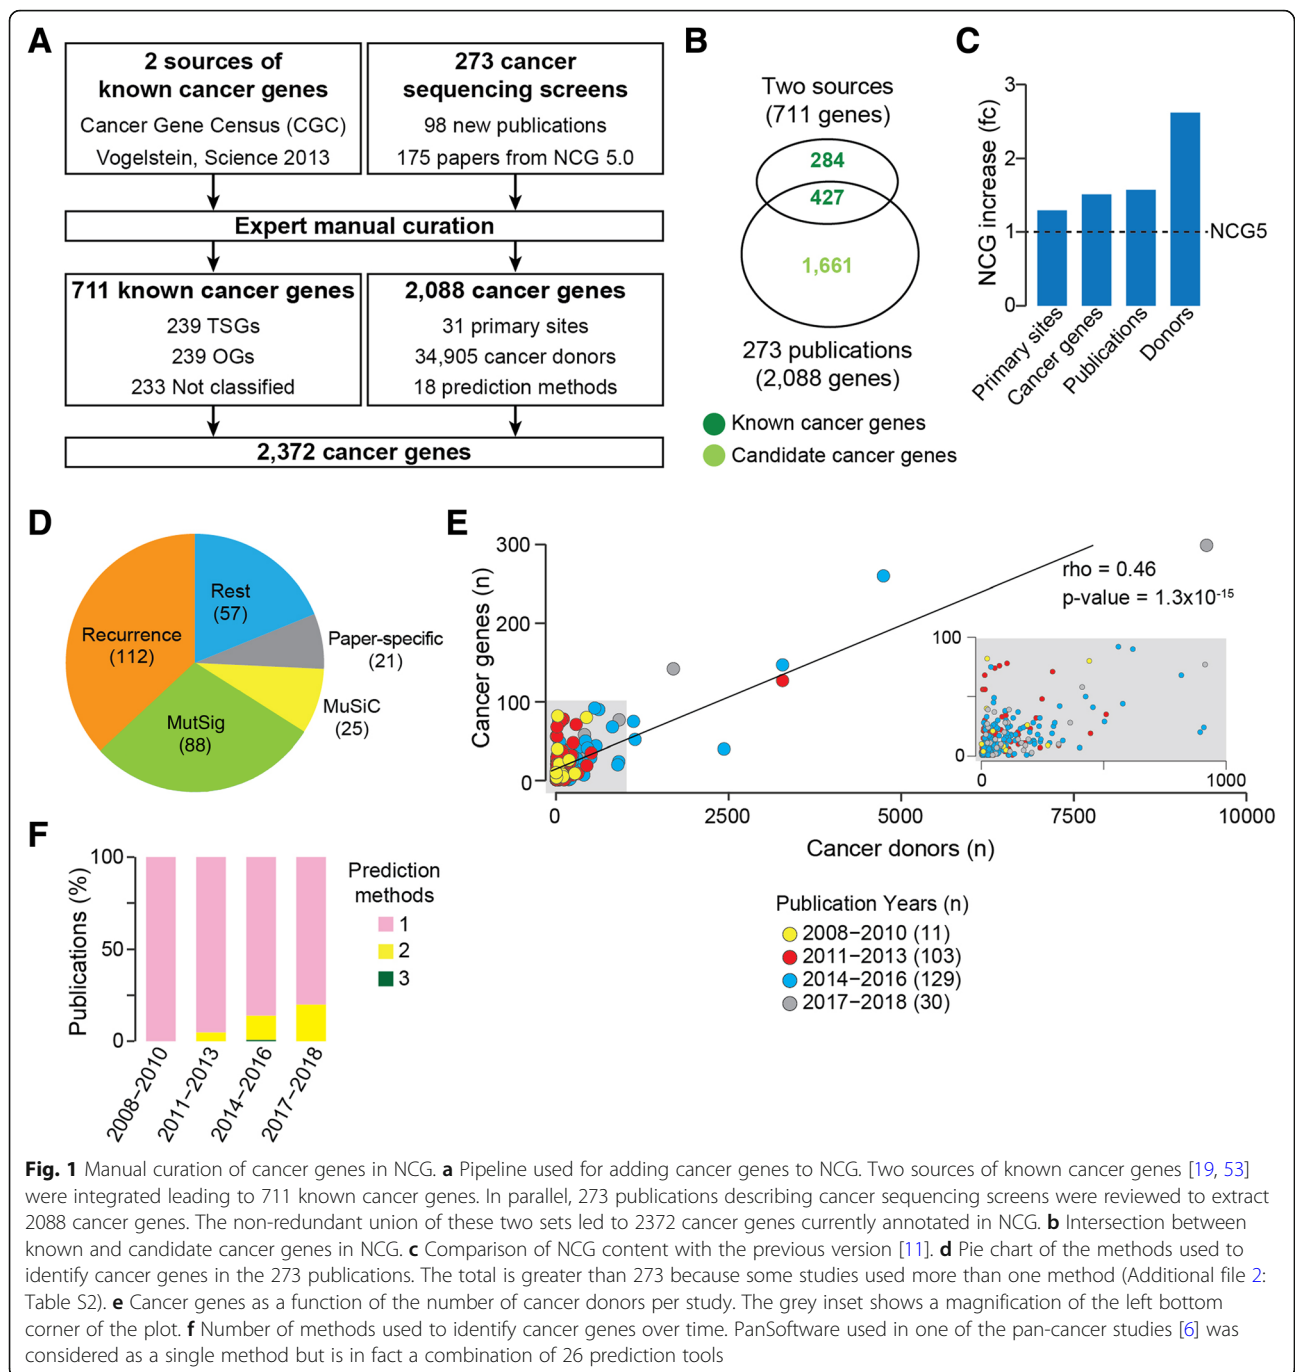 A
2 sources of
known cancer genes
Cancer Gene Census (CGC)
Vogelstein, Science 2013
273 cancer
sequencing screens
98 new publications
175 papers from NCG 5.0
Expert manual curation
711 known cancer genes
239 TSGs
239 OGs
233 Not classified
2,088 cancer genes
31 primary sites
34,905 cancer donors
18 prediction methods
2,372 cancer genes
B
Two sources
(711 genes)
284
427
1,661
273 publications
(2,088 genes)
Known cancer genes
Candidate cancer genes
C
NCG increase (fc)
3
2
1
0
NCG5
Primary sites
Cancer genes
Publications
Donors
D
Rest
(57)
Paper-specific
(21)
MuSiC
(25)
MutSig
(88)
Recurrence
(112)
E
Cancer genes (n)
300
200
100
0
rho = 0.46
p-value = 1.3x10-15
100
0
0
1000
0
2500
5000
7500
10000
Cancer donors (n)
Publication Years (n)
2008−2010 (11)
2011−2013 (103)
2014−2016 (129)
2017−2018 (30)
F
Publications (%)
100
50
0
2008−2010
2011−2013
2014−2016
2017−2018
Prediction
methods
1
2
3
Fig. 1 Manual curation of cancer genes in NCG. a Pipeline used for adding cancer genes to NCG. Two sources of known cancer genes [19, 53]
were integrated leading to 711 known cancer genes. In parallel, 273 publications describing cancer sequencing screens were reviewed to extract
2088 cancer genes. The non-redundant union of these two sets led to 2372 cancer genes currently annotated in NCG. b Intersection between
known and candidate cancer genes in NCG. c Comparison of NCG content with the previous version [11]. d Pie chart of the methods used to
identify cancer genes in the 273 publications. The total is greater than 273 because some studies used more than one method (Additional file 2:
Table S2). e Cancer genes as a function of the number of cancer donors per study. The grey inset shows a magnification of the left bottom
corner of the plot. f Number of methods used to identify cancer genes over time. PanSoftware used in one of the pan-cancer studies [6] was
considered as a single method but is in fact a combination of 26 prediction tools